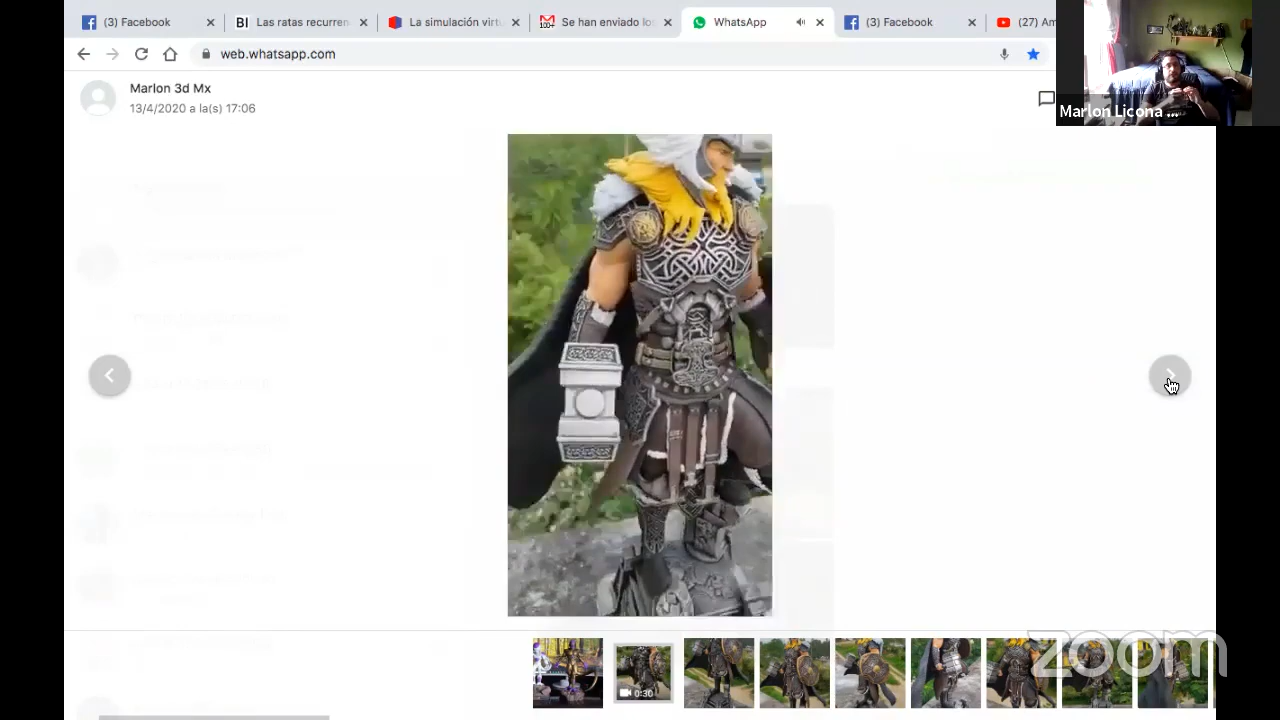 (3) Facebook
Las ratas recurren
La simulación virtu
Se han enviado lo
WhatsApp
(3) Facebook
(27) Am
web.whatsapp.com
Marlon 3d Mx
13/4/2020 a la(s) 17:06
Marlon Licona ...
0:30
zoom